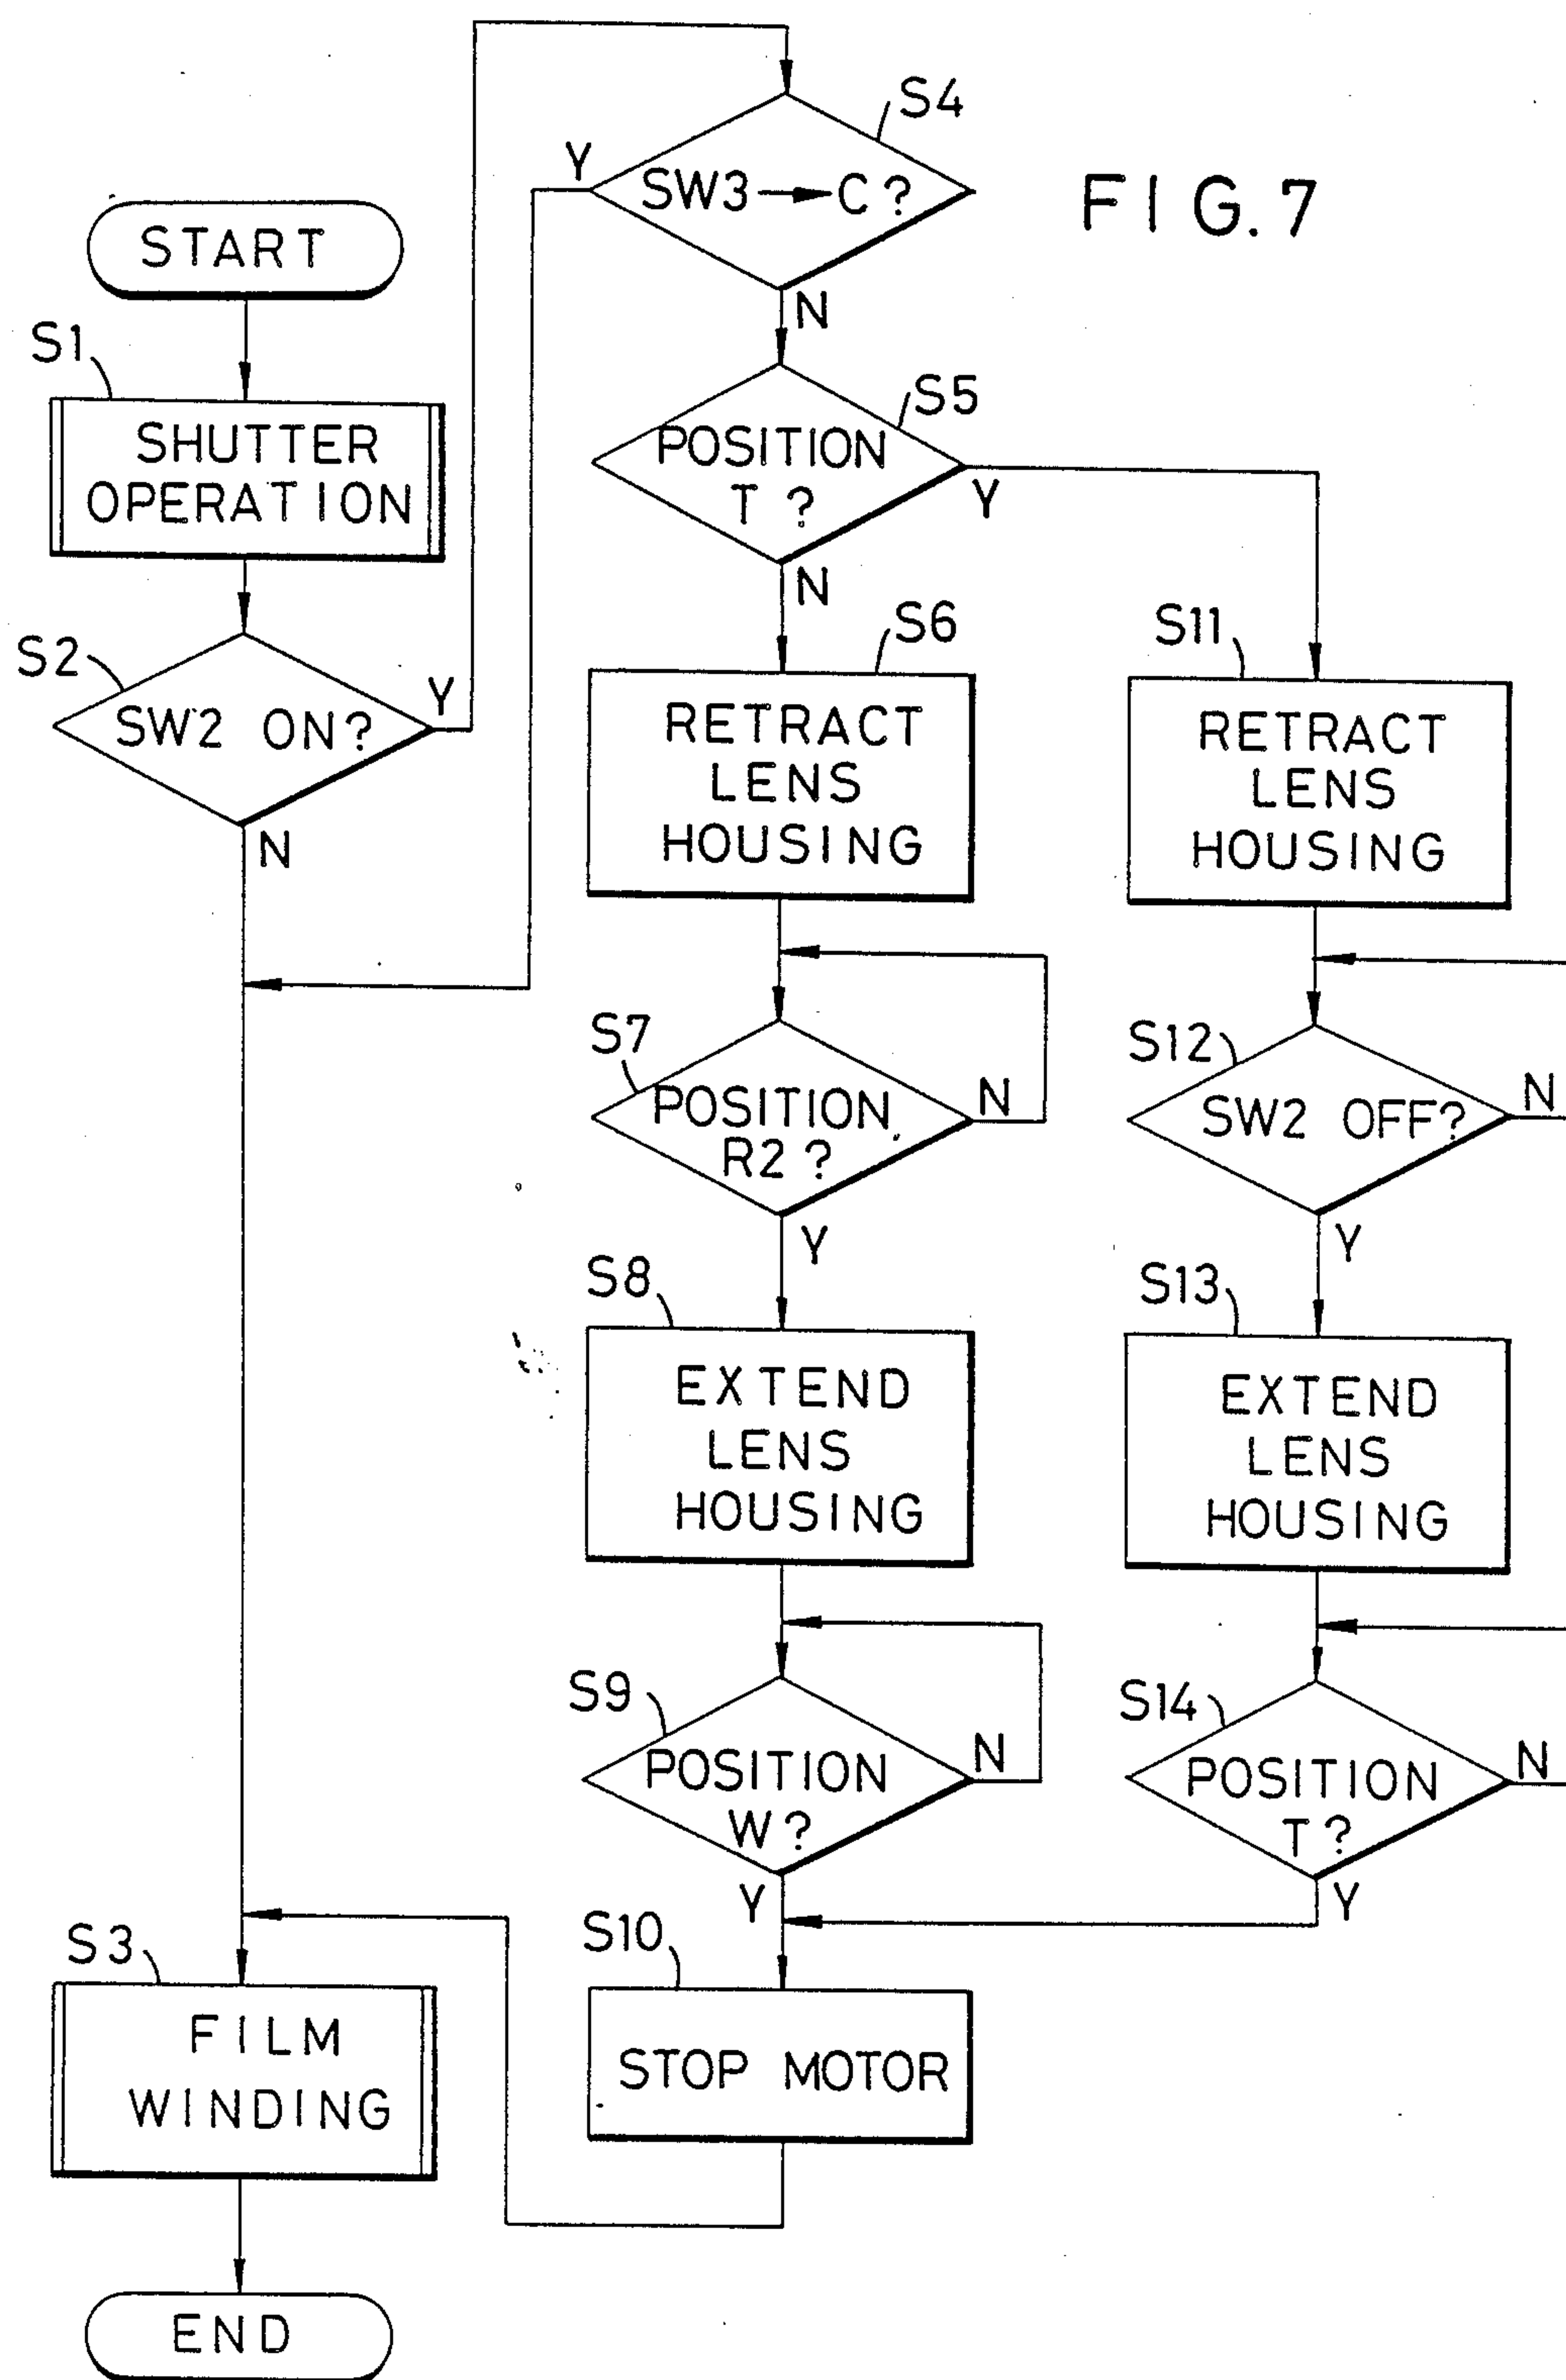 FIG. 7
START
S1
SHUTTER
OPERATION
S2
SW2 ON?
Y
N
S4
SW3→C?
Y
N
S5
POSITION
T?
Y
N
S6
RETRACT
LENS
HOUSING
S7
POSITION
R2?
N
Y
S8
EXTEND
LENS
HOUSING
S9
POSITION
W?
N
Y
S10
STOP MOTOR
S11
RETRACT
LENS
HOUSING
S12
SW2 OFF?
N
Y
S13
EXTEND
LENS
HOUSING
S14
POSITION
T?
N
Y
S3
FILM
WINDING
END